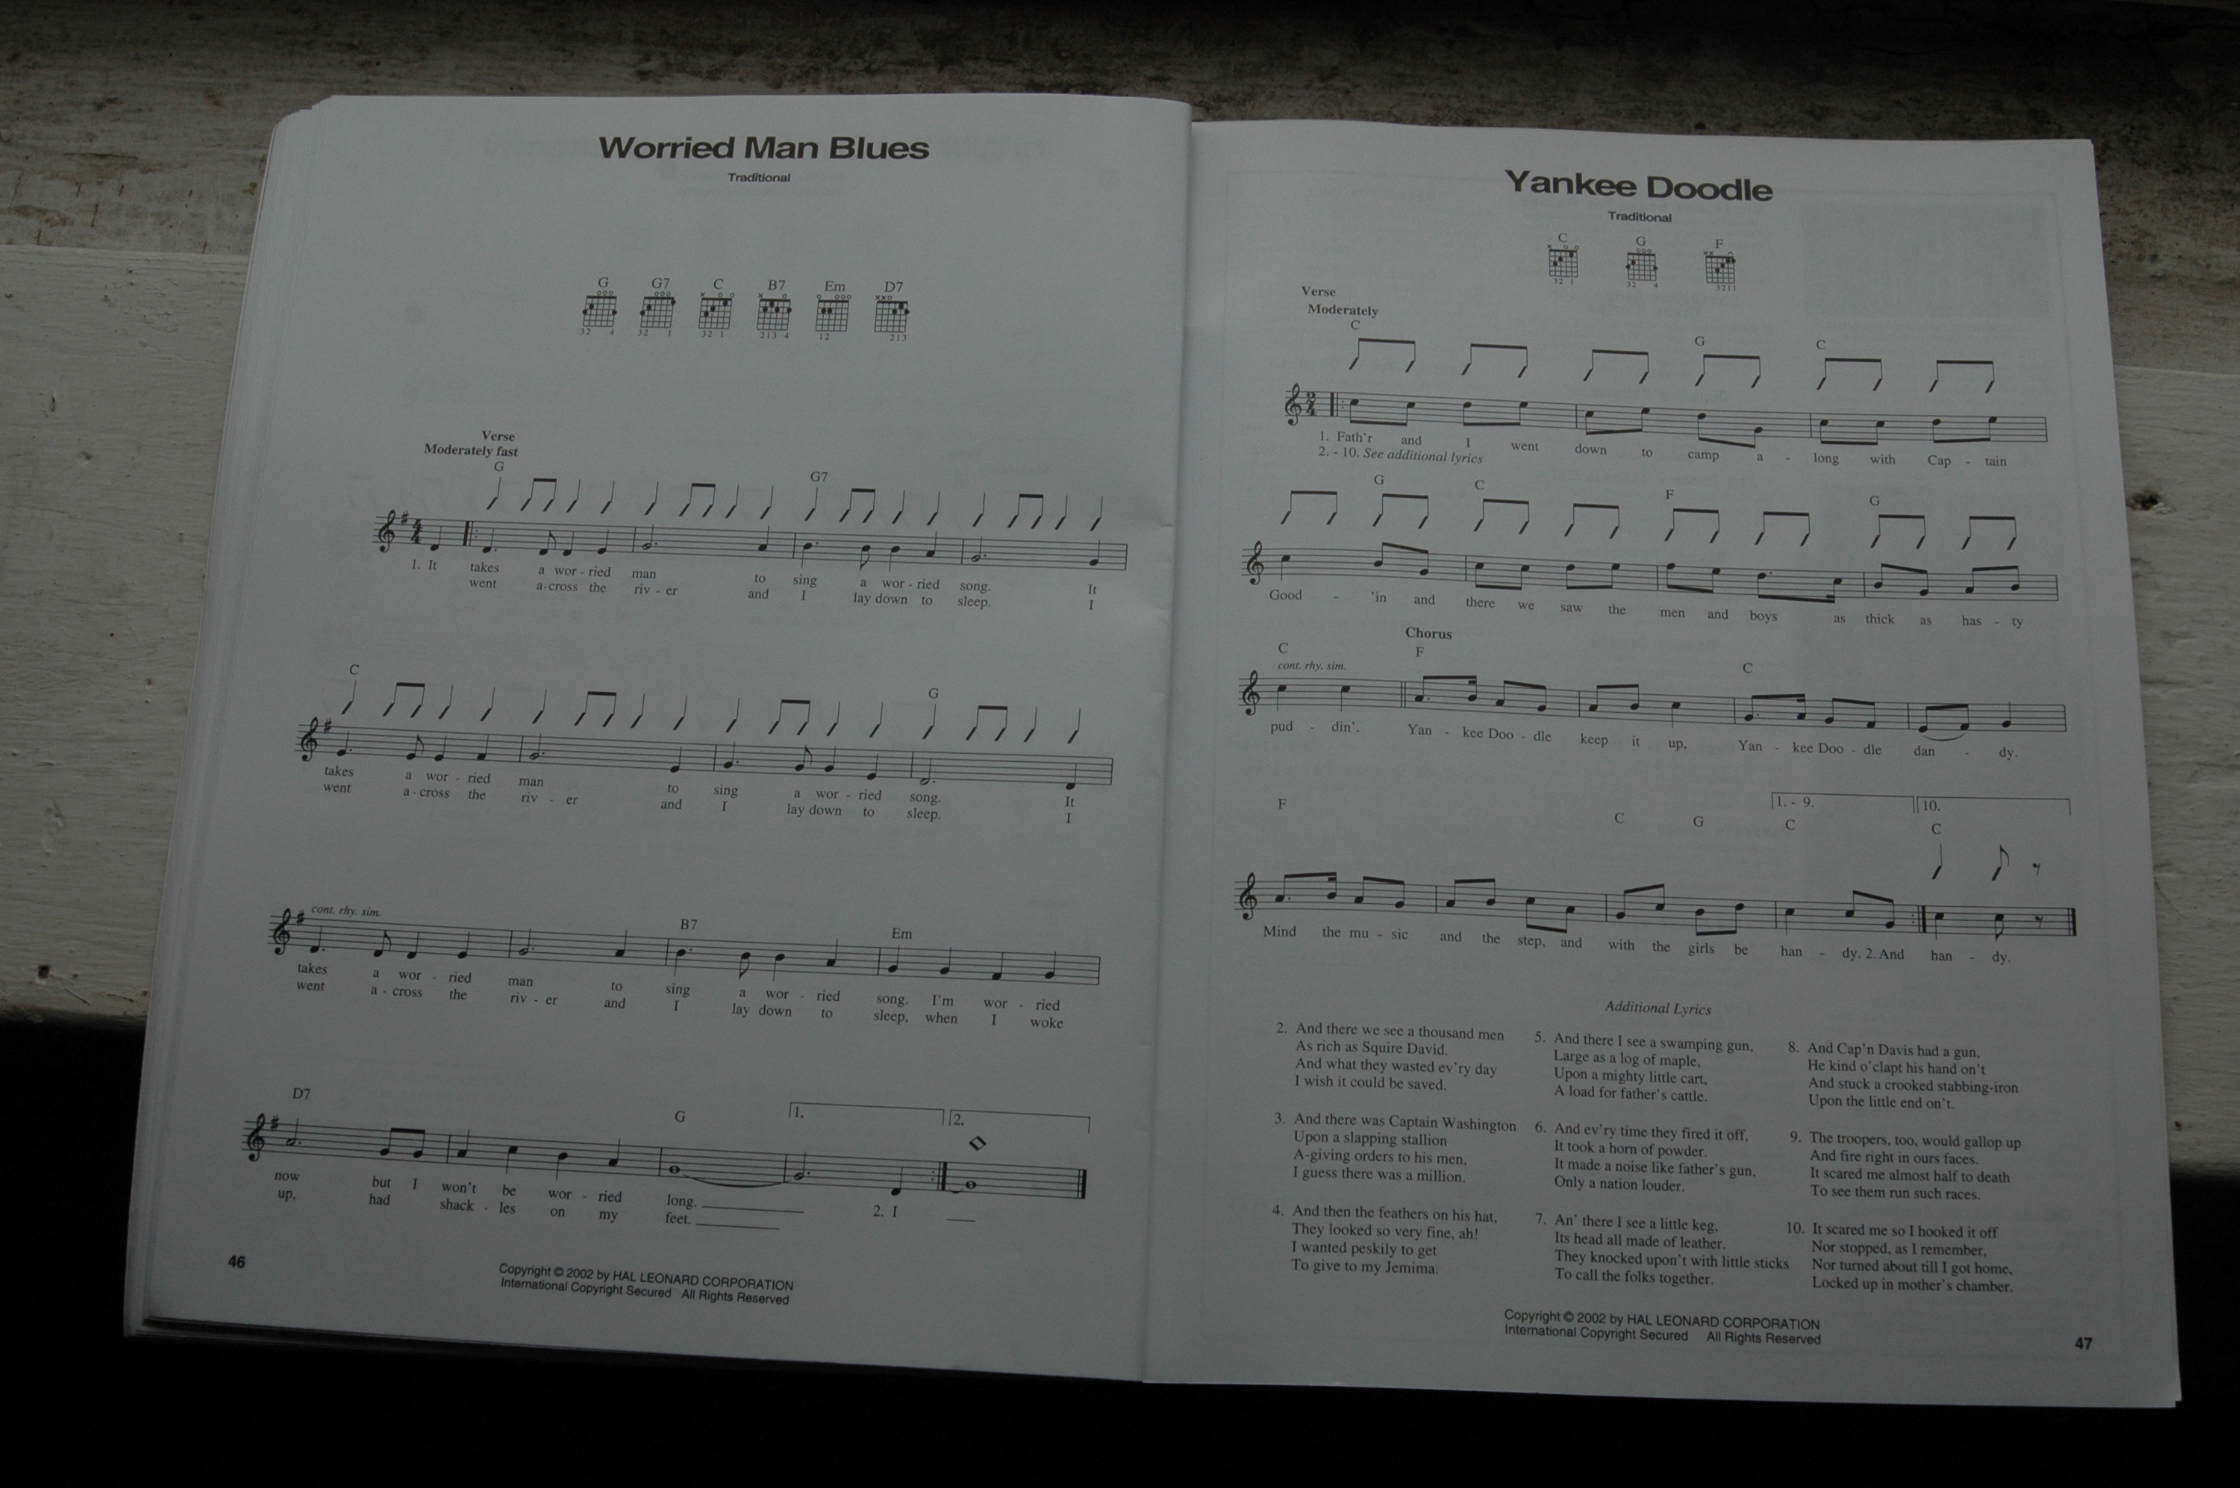 Worried Man Blues
Traditional
G G7 C B7 Em D7
32 4 32 1 32 1 213 4 12 213
Verse
Moderately fast
G G7
1. It takes a wor - ried man to sing a wor - ried song. It
went a - cross the riv - er and I lay down to sleep. I
C G
takes a wor - ried man to sing a wor - ried song. It
went a - cross the riv - er and I lay down to sleep. I
cont. rhy. sim. B7 Em
takes a wor - ried man to sing a wor - ried song. I'm wor - ried
went a - cross the riv - er and I lay down to sleep, when I woke
D7 G 1. 2.
now but I won't be wor - ried long. 2. I
up, had shack - les on my feet.
46
Copyright © 2002 by HAL LEONARD CORPORATION
International Copyright Secured All Rights Reserved
Yankee Doodle
Traditional
C G F
32 1 32 4 3211
Verse
Moderately
C G C
1. Fath'r and I went down to camp a - long with Cap - tain
2. - 10. See additional lyrics
G C F G
Good - 'in and there we saw the men and boys as thick as has - ty
Chorus
C F C
cont. rhy. sim.
pud - din'. Yan - kee Doo - dle keep it up, Yan - kee Doo - dle dan - dy.
1. - 9. 10.
F C G C C
Mind the mu - sic and the step, and with the girls be han - dy. 2. And han - dy.
Additional Lyrics
2. And there we see a thousand men
As rich as Squire David.
And what they wasted ev'ry day
I wish it could be saved.
3. And there was Captain Washington
Upon a slapping stallion
A-giving orders to his men,
I guess there was a million.
4. And then the feathers on his hat,
They looked so very fine, ah!
I wanted peskily to get
To give to my Jemima.
5. And there I see a swamping gun,
Large as a log of maple,
Upon a mighty little cart,
A load for father's cattle.
6. And ev'ry time they fired it off,
It took a horn of powder.
It made a noise like father's gun,
Only a nation louder.
7. An' there I see a little keg,
Its head all made of leather.
They knocked upon't with little sticks
To call the folks together.
8. And Cap'n Davis had a gun,
He kind o'clapt his hand on't
And stuck a crooked stabbing-iron
Upon the little end on't.
9. The troopers, too, would gallop up
And fire right in ours faces.
It scared me almost half to death
To see them run such races.
10. It scared me so I hooked it off
Nor stopped, as I remember,
Nor turned about till I got home,
Locked up in mother's chamber.
Copyright © 2002 by HAL LEONARD CORPORATION
International Copyright Secured All Rights Reserved
47